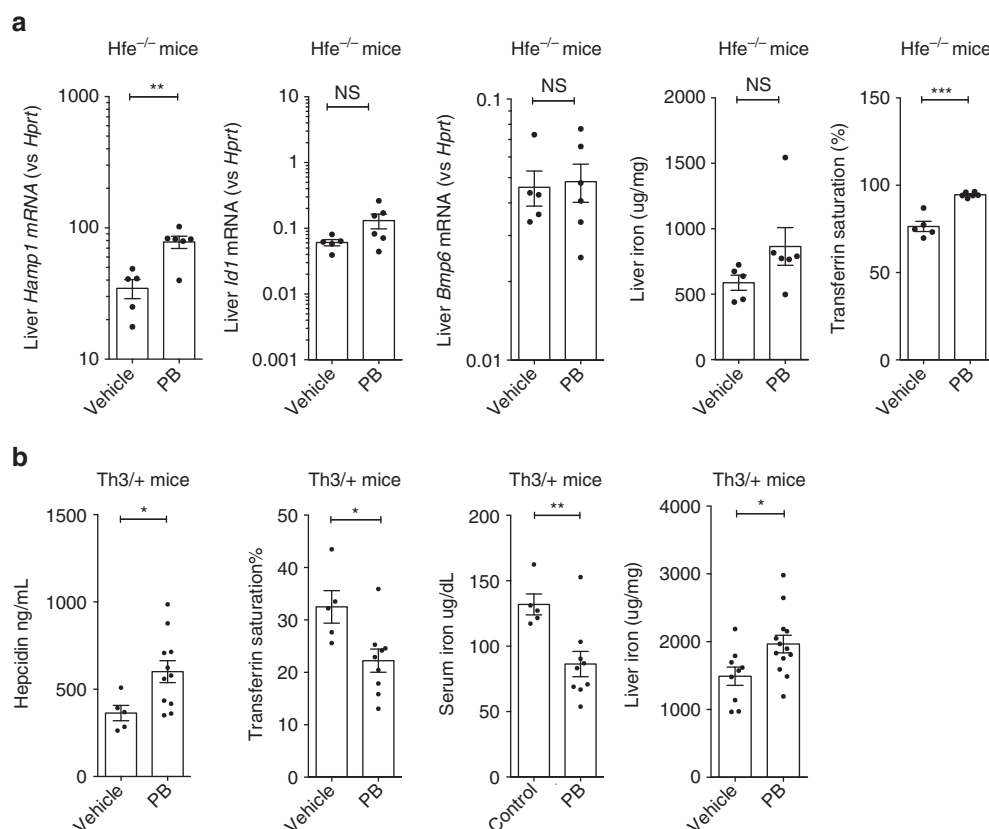 a
Hfe−/− mice
**
Liver Hamp1 mRNA (vs Hprt)
1000
100
10
Vehicle
PB
Hfe−/− mice
NS
Liver Id1 mRNA (vs Hprt)
10
1
0.1
0.01
0.001
Vehicle
PB
Hfe−/− mice
NS
Liver Bmp6 mRNA (vs Hprt)
0.1
0.01
Vehicle
PB
Hfe−/− mice
NS
Liver iron (ug/mg)
2000
1500
1000
500
0
Vehicle
PB
Hfe−/− mice
***
Transferrin saturation (%)
150
100
50
0
Vehicle
PB
b
Th3/+ mice
*
Hepcidin ng/mL
1500
1000
500
0
Vehicle
PB
Th3/+ mice
*
Transferrin saturation%
50
40
30
20
10
0
Vehicle
PB
Th3/+ mice
**
Serum iron ug/dL
200
150
100
50
0
Control
PB
Th3/+ mice
*
Liver iron (ug/mg)
4000
3000
2000
1000
0
Vehicle
PB